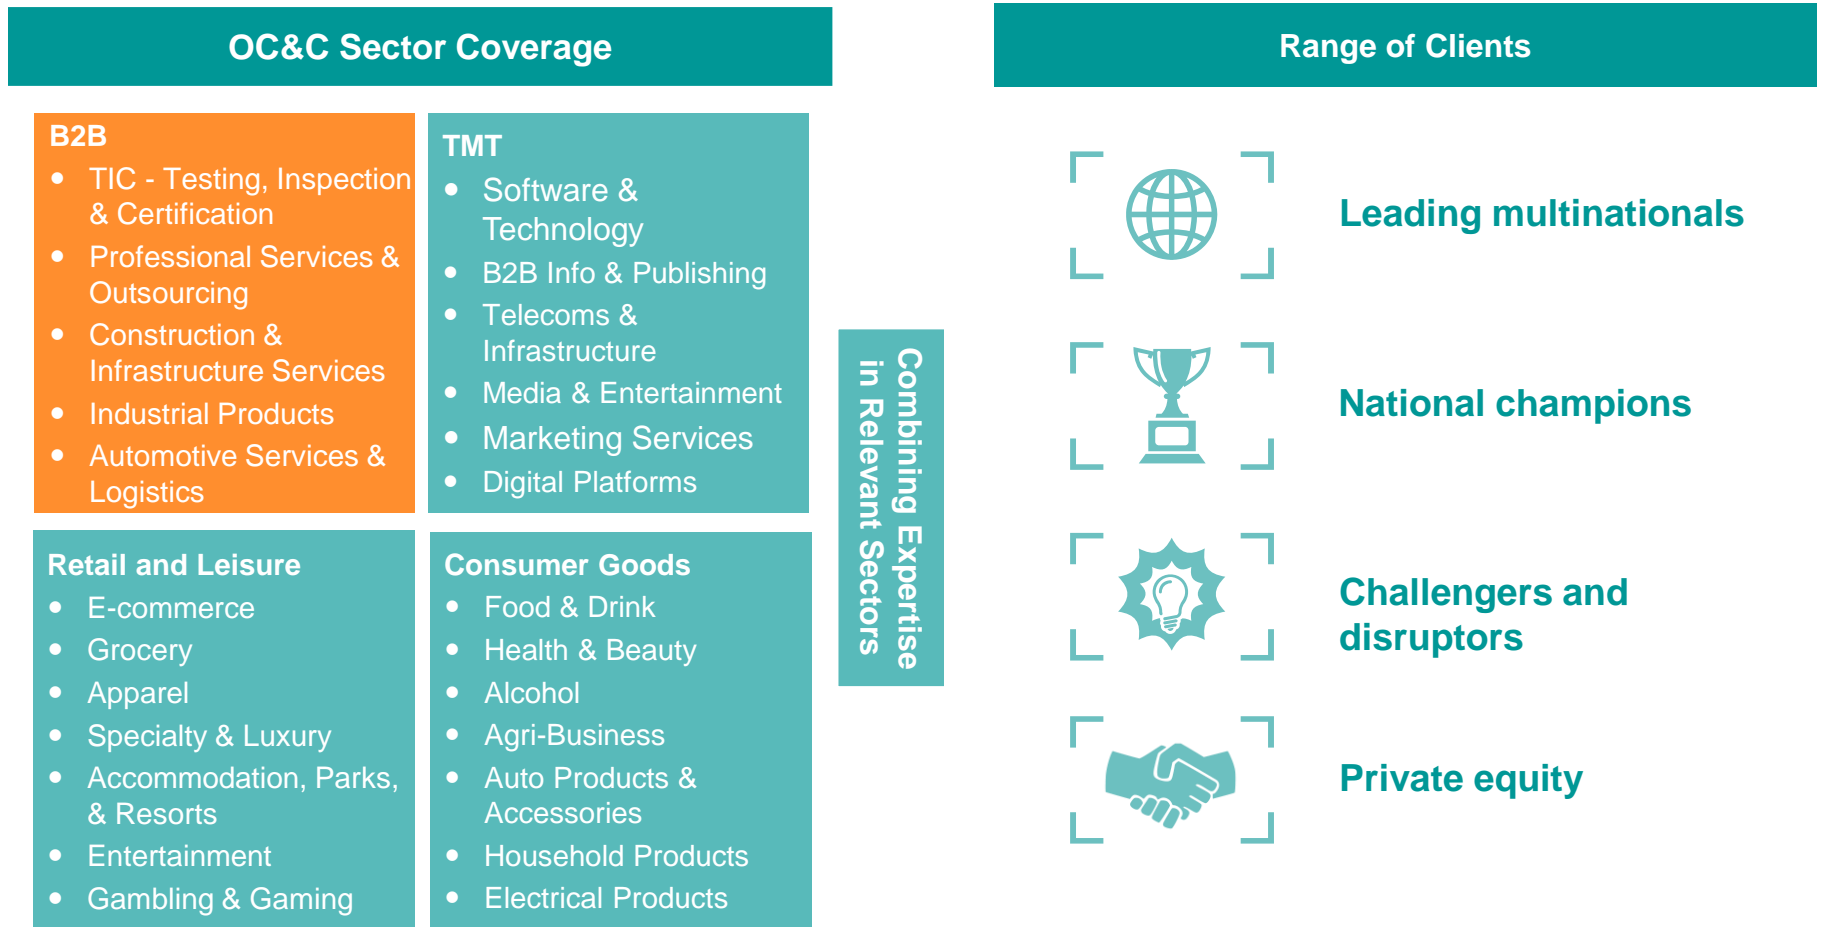 OC&C Sector Coverage
B2B
• TIC - Testing, Inspection
& Certification
• Professional Services &
Outsourcing
• Construction &
Infrastructure Services
• Industrial Products
• Automotive Services &
Logistics
TMT
• Software &
Technology
• B2B Info & Publishing
• Telecoms &
Infrastructure
• Media & Entertainment
• Marketing Services
• Digital Platforms
Retail and Leisure
• E-commerce
• Grocery
• Apparel
• Specialty & Luxury
• Accommodation, Parks,
& Resorts
• Entertainment
• Gambling & Gaming
Consumer Goods
• Food & Drink
• Health & Beauty
• Alcohol
• Agri-Business
• Auto Products &
Accessories
• Household Products
• Electrical Products
Combining Expertise
in Relevant Sectors
Range of Clients
Leading multinationals
National champions
Challengers and
disruptors
Private equity